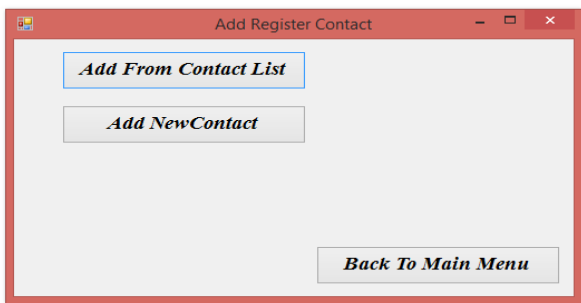 Add Register Contact
Add From Contact List
Add NewContact
Back To Main Menu